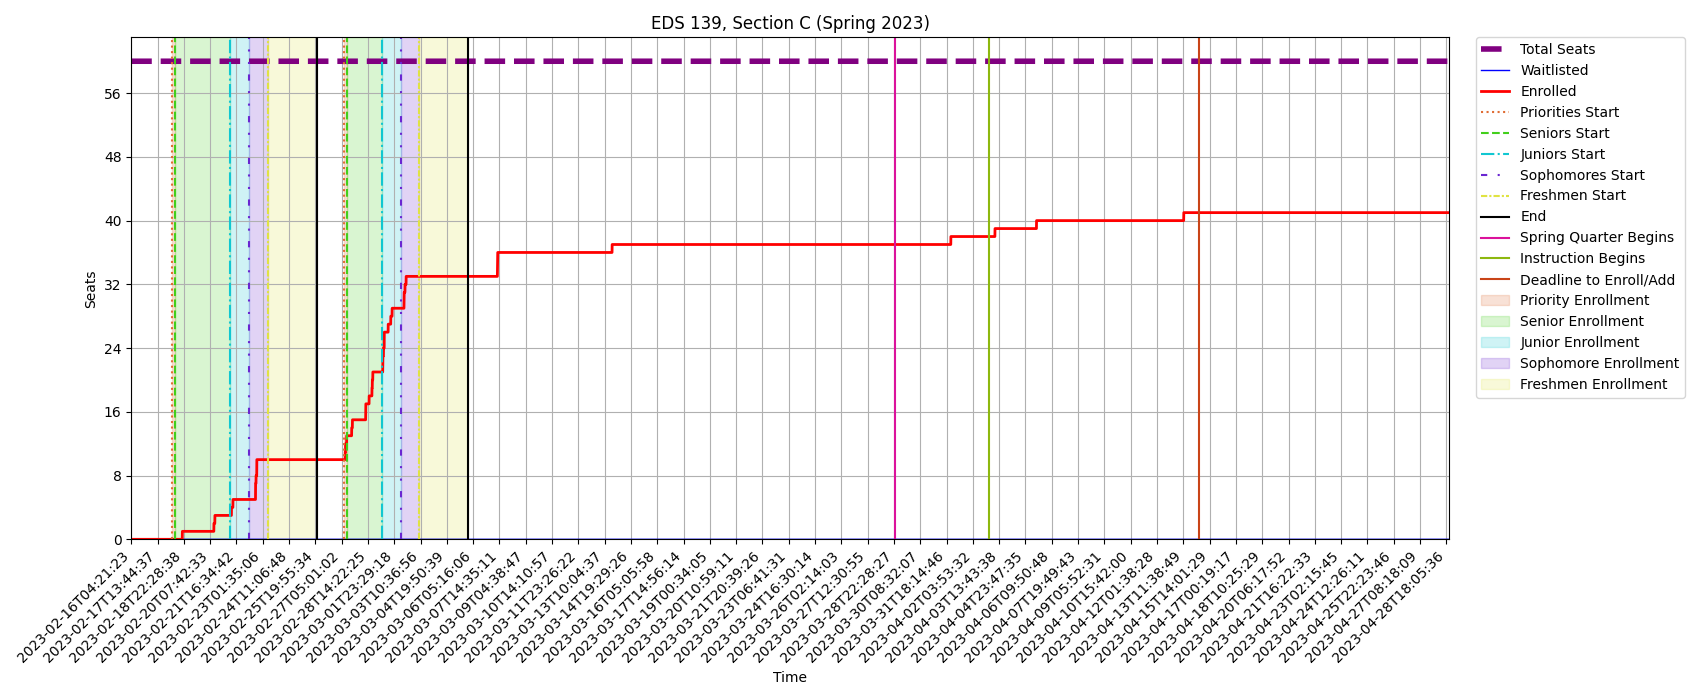 EDS 139, Section C (Spring 2023)
Seats
56
48
40
32
24
16
8
0
2023-02-16T04:21:23
2023-02-17T13:44:37
2023-02-18T22:28:38
2023-02-20T07:42:33
2023-02-21T16:34:42
2023-02-23T01:35:06
2023-02-24T11:06:48
2023-02-25T19:55:34
2023-02-27T05:01:02
2023-02-28T14:22:25
2023-03-01T23:29:18
2023-03-03T10:36:56
2023-03-04T19:50:39
2023-03-06T05:16:06
2023-03-07T14:35:11
2023-03-09T04:38:47
2023-03-10T14:10:57
2023-03-11T23:26:22
2023-03-13T10:04:37
2023-03-14T19:29:26
2023-03-16T05:05:58
2023-03-17T14:56:14
2023-03-19T00:34:05
2023-03-20T10:59:11
2023-03-21T20:39:26
2023-03-23T06:41:31
2023-03-24T16:30:14
2023-03-26T02:14:03
2023-03-27T12:30:55
2023-03-28T22:28:27
2023-03-30T08:32:07
2023-03-31T18:14:46
2023-04-02T03:53:32
2023-04-03T13:43:38
2023-04-04T23:47:35
2023-04-06T09:50:48
2023-04-07T19:49:43
2023-04-09T05:52:31
2023-04-10T15:42:00
2023-04-12T01:38:28
2023-04-13T11:38:49
2023-04-15T14:01:29
2023-04-17T00:19:17
2023-04-18T10:25:29
2023-04-20T06:17:52
2023-04-21T16:22:33
2023-04-23T02:15:45
2023-04-24T12:26:11
2023-04-25T22:23:46
2023-04-27T08:18:09
2023-04-28T18:05:36
Time
Total Seats
Waitlisted
Enrolled
Priorities Start
Seniors Start
Juniors Start
Sophomores Start
Freshmen Start
End
Spring Quarter Begins
Instruction Begins
Deadline to Enroll/Add
Priority Enrollment
Senior Enrollment
Junior Enrollment
Sophomore Enrollment
Freshmen Enrollment